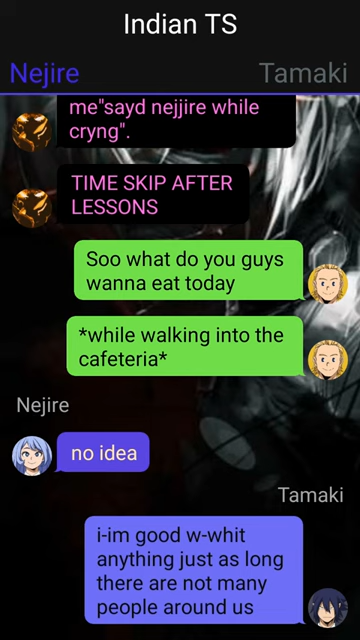 Indian TS
Nejire
Tamaki
me"sayd nejjire while
cryng".
TIME SKIP AFTER
LESSONS
Soo what do you guys
wanna eat today
*while walking into the
cafeteria*
Nejire
no idea
Tamaki
i-im good w-whit
anything just as long
there are not many
people around us